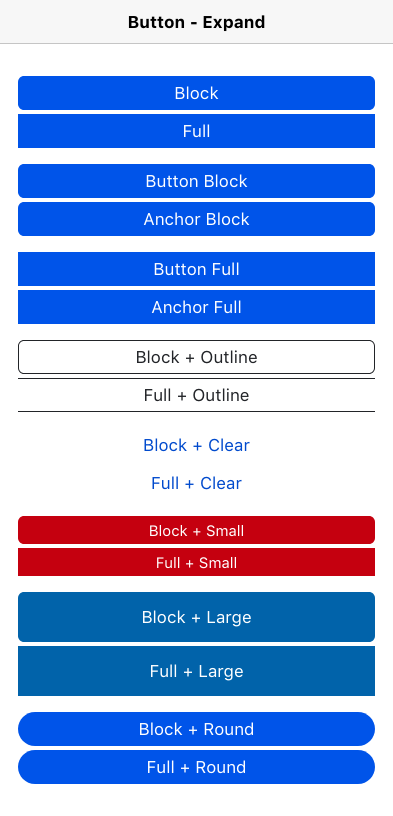 Button - Expand
Block
Full
Button Block
Anchor Block
Button Full
Anchor Full
Block + Outline
Full + Outline
Block + Clear
Full + Clear
Block + Small
Full + Small
Block + Large
Full + Large
Block + Round
Full + Round